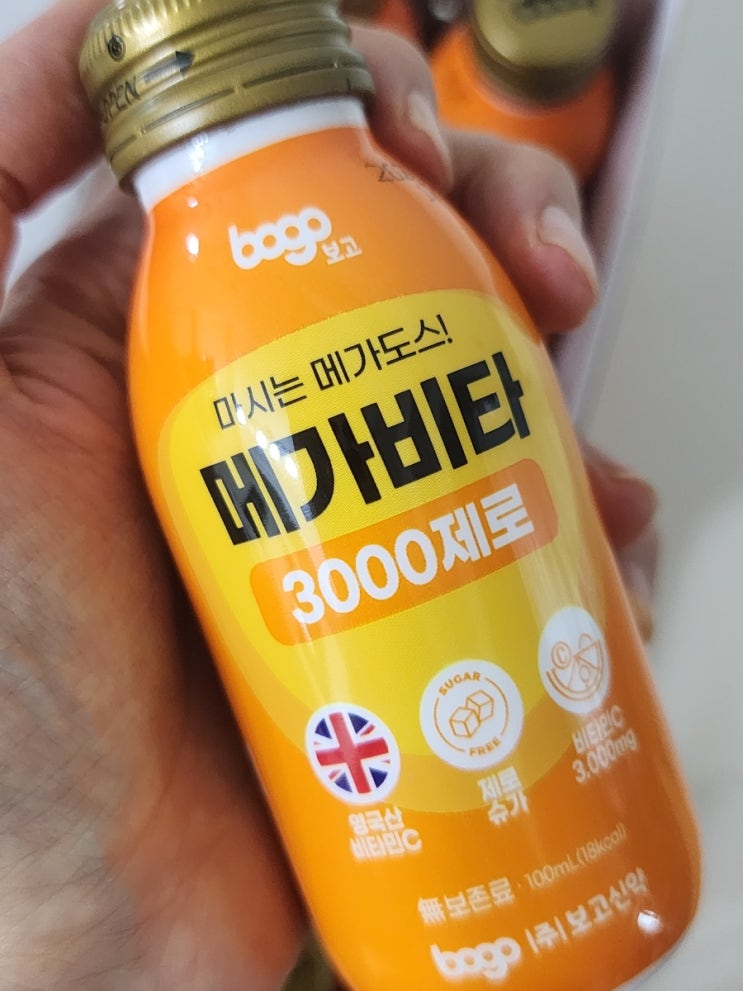 OPEN
bogo
보고
마시는 메가도스!
메가비타
3000제로
SUGAR
FREE
C
영국산
비타민C
제로
슈가
비타민C
3,000mg
無보존료 · 100mL(18kcal)
bogo |주| 보고신약